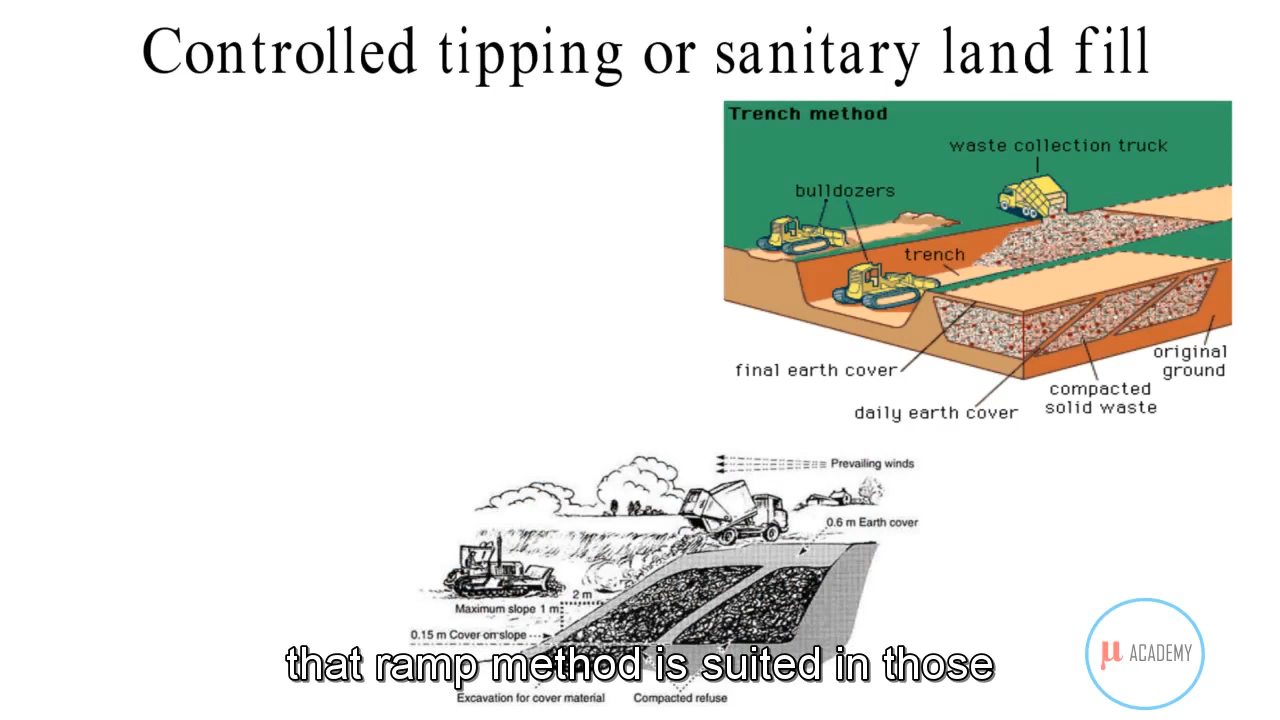 Controlled tipping or sanitary land fill
Trench method
waste collection truck
bulldozers
trench
final earth cover
original
ground
compacted
solid waste
daily earth cover
Prevailing winds
0.6 m Earth cover
2 m
Maximum slope 1 m
0.15 m Cover on slope
that ramp method is suited in those
Excavation for cover material
Compacted refuse
μ ACADEMY